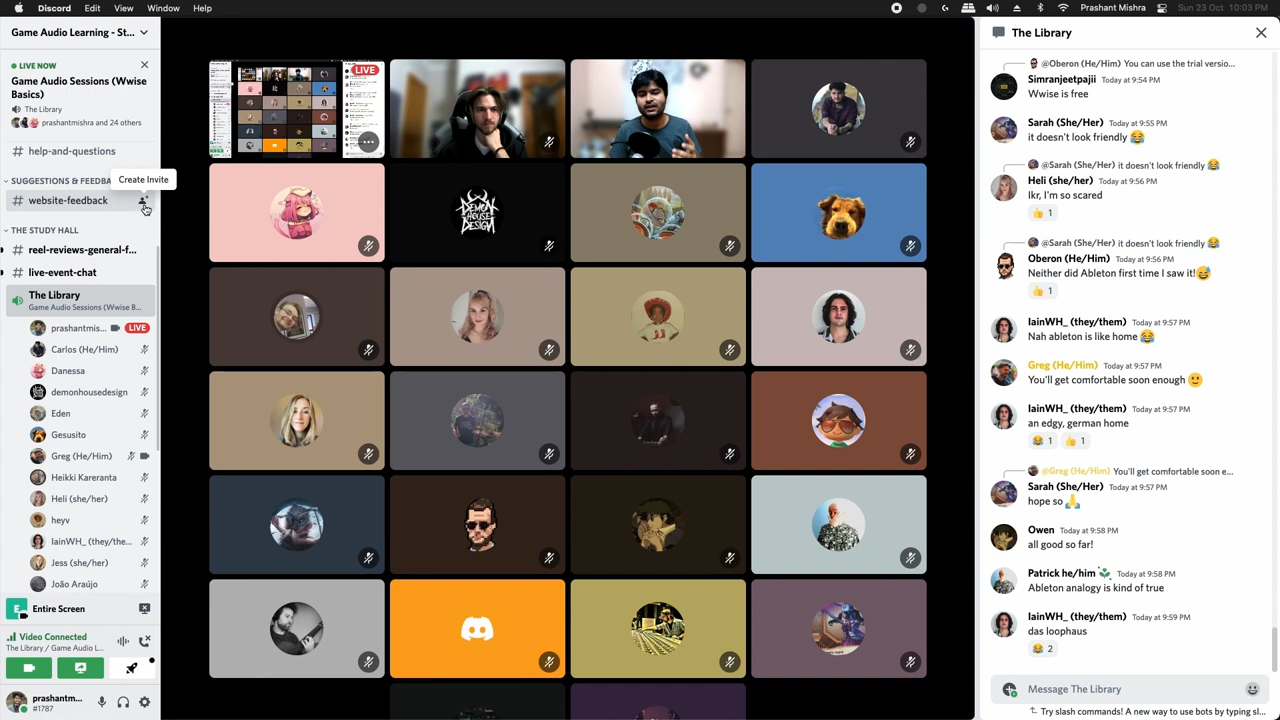 Edit
View
Window
Help
Prashant Mishra
Sun 23 Oct 10:03 PM
Game Audio Learning - St...
LIVE NOW
Game Audio Sessions (Wwise
Basics)
The Library
prashantmishra and 24 others
# help-and-questions
SUGGESTIONS & FEEDBA
Create Invite
# website-feedback
THE STUDY HALL
# reel-reviews-general-f...
# live-event-chat
The Library
Game Audio Sessions (Wwise B...
prashantmis...
LIVE
Carlos (He/Him)
Danessa
demonhousedesign
Eden
Gesusito
Greg (He/Him)
Heikki Kareranta
Heli (she/her)
heyv
IainWH_ (they/the...
Jess (she/her)
João Araújo
Entire Screen
Video Connected
The Library / Game Audio L...
prashantm...
#1787
LIVE
DEMON
HOUSE
DESIGN
The Library
@Oberon (He/Him) You can use the trial versio...
Simranjeetpajii Today at 9:54 PM
Wwise is free
Sarah (She/Her) Today at 9:55 PM
it doesn't look friendly 😂
@Sarah (She/Her) it doesn't look friendly 😂
Heli (she/her) Today at 9:56 PM
Ikr, I'm so scared
👍 1
@Sarah (She/Her) it doesn't look friendly 😂
Oberon (He/Him) Today at 9:56 PM
Neither did Ableton first time I saw it!😅
👍 1
IainWH_ (they/them) Today at 9:57 PM
Nah ableton is like home 😂
Greg (He/Him) Today at 9:57 PM
You'll get comfortable soon enough 🙂
IainWH_ (they/them) Today at 9:57 PM
an edgy, german home
😂 1 👍 1
@Greg (He/Him) You'll get comfortable soon e...
Sarah (She/Her) Today at 9:57 PM
hope so 🙏
Owen Today at 9:58 PM
all good so far!
Patrick he/him 🌱 Today at 9:58 PM
Ableton analogy is kind of true
IainWH_ (they/them) Today at 9:59 PM
das loophaus
😂 2
Message The Library
Try slash commands! A new way to use bots by typing sl...